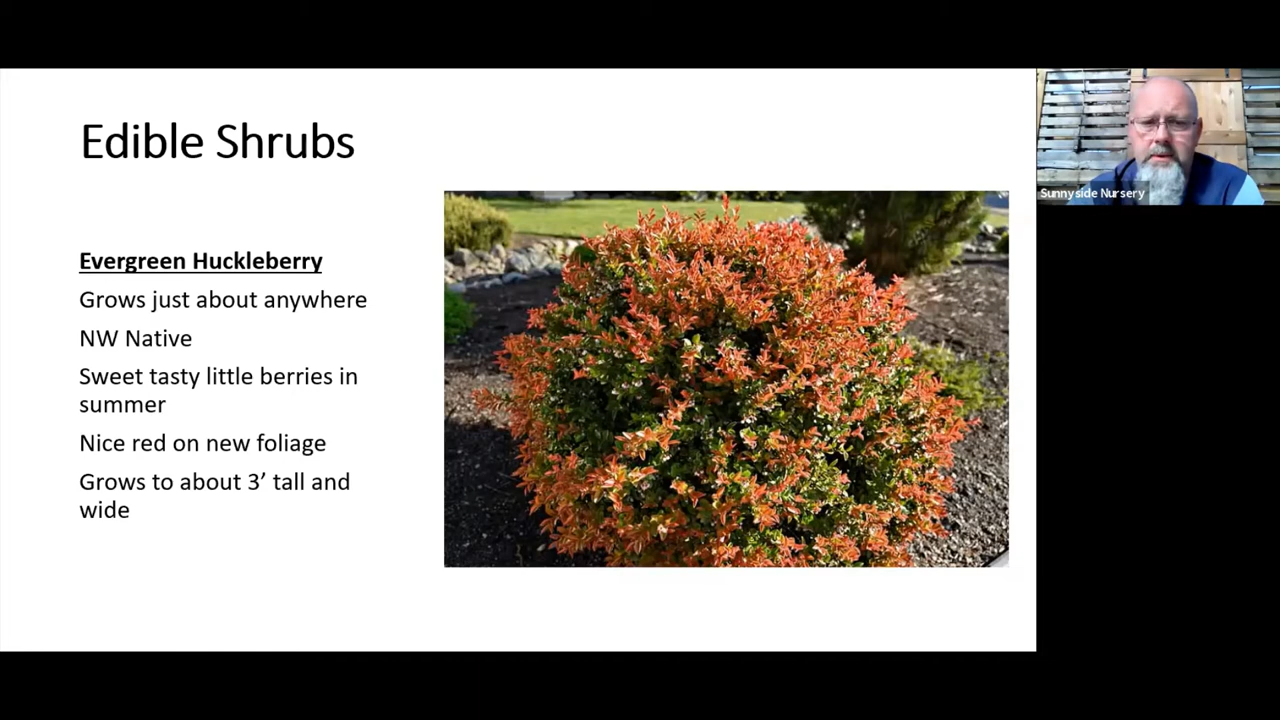 Edible Shrubs
Sunnyside Nursery
Evergreen Huckleberry
Grows just about anywhere
NW Native
Sweet tasty little berries in
summer
Nice red on new foliage
Grows to about 3’ tall and
wide